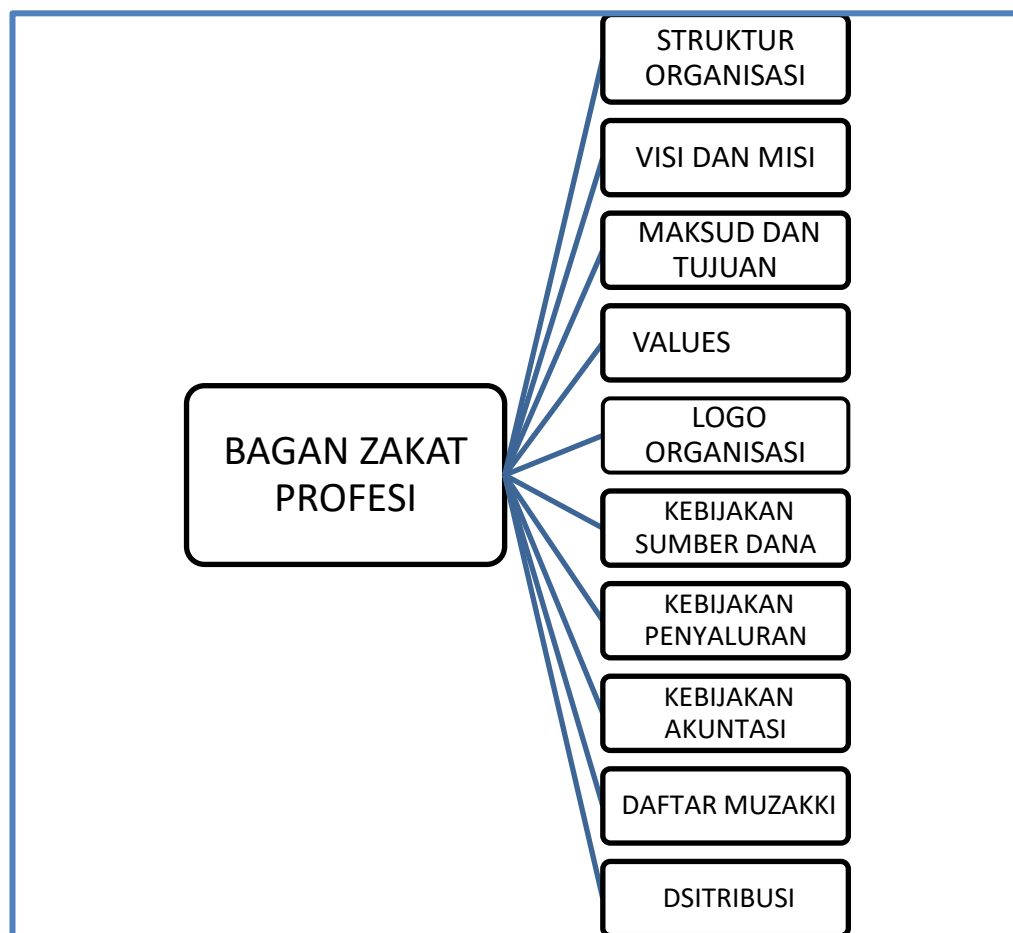 STRUKTUR
ORGANISASI
VISI DAN MISI
MAKSUD DAN
TUJUAN
VALUES
BAGAN ZAKAT
PROFESI
LOGO
ORGANISASI
KEBIJAKAN
SUMBER DANA
KEBIJAKAN
PENYALURAN
KEBIJAKAN
AKUNTASI
DAFTAR MUZAKKI
DSITRIBUSI